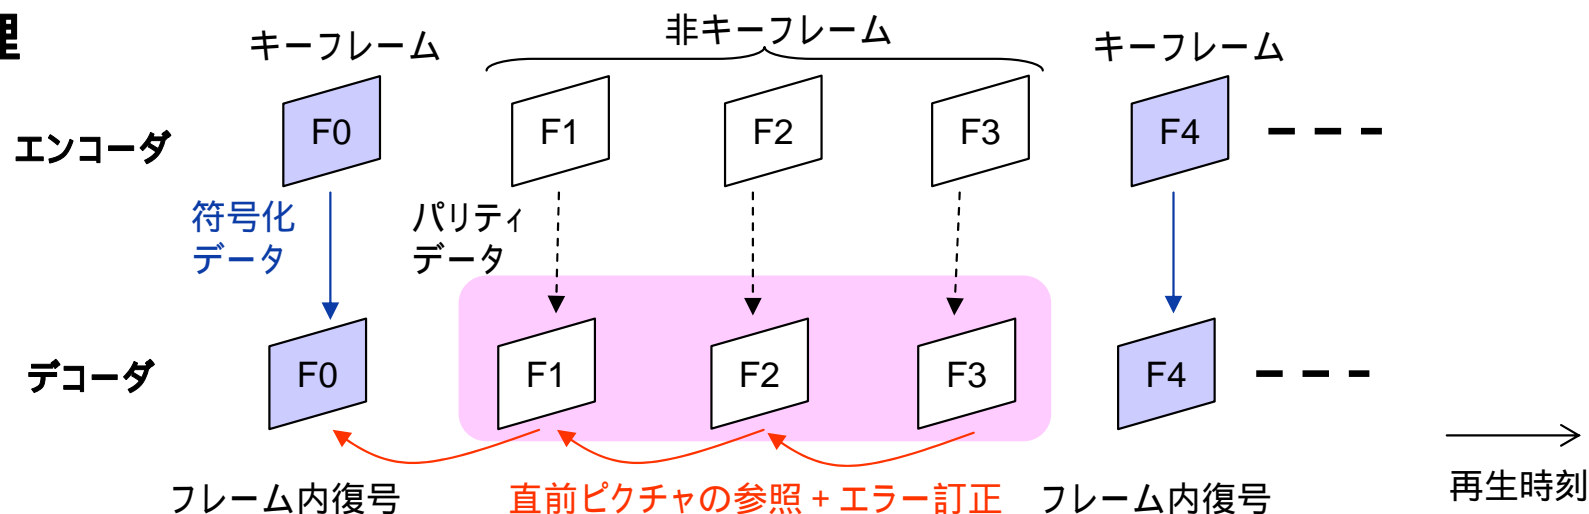 理
キーフレーム
非キーフレーム
キーフレーム
エンコーダ
F0
F1
F2
F3
F4
符号化
データ
パリティ
データ
デコーダ
F0
F1
F2
F3
F4
フレーム内復号
直前ピクチャの参照 + エラー訂正
フレーム内復号
再生時刻